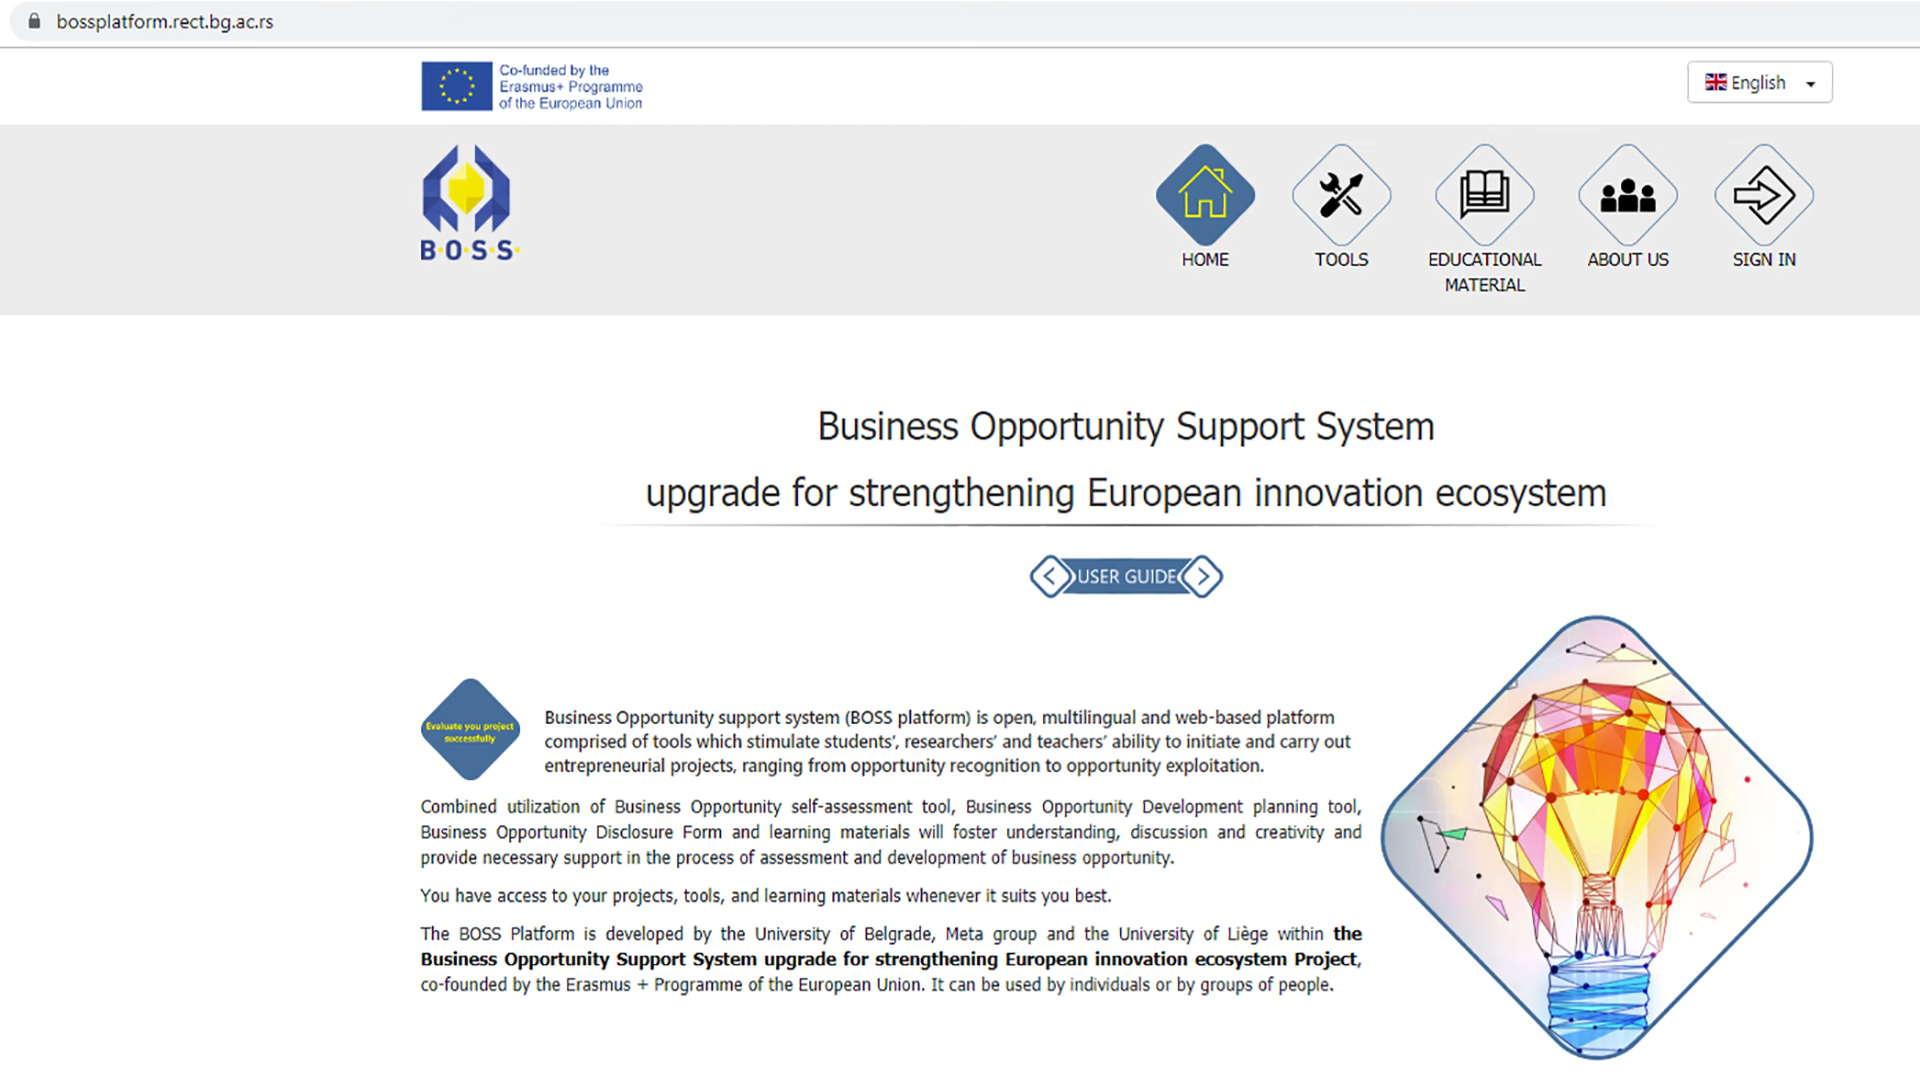 bossplatform.rect.bg.ac.rs
Co-funded by the
Erasmus+ Programme
of the European Union
English
B·O·S·S·
HOME
TOOLS
EDUCATIONAL
MATERIAL
ABOUT US
SIGN IN
Business Opportunity Support System
upgrade for strengthening European innovation ecosystem
USER GUIDE
Evaluate you project
successfully
Business Opportunity support system (BOSS platform) is open, multilingual and web-based platform
comprised of tools which stimulate students’, researchers’ and teachers’ ability to initiate and carry out
entrepreneurial projects, ranging from opportunity recognition to opportunity exploitation.
Combined utilization of Business Opportunity self-assessment tool, Business Opportunity Development planning tool,
Business Opportunity Disclosure Form and learning materials will foster understanding, discussion and creativity and
provide necessary support in the process of assessment and development of business opportunity.
You have access to your projects, tools, and learning materials whenever it suits you best.
The BOSS Platform is developed by the University of Belgrade, Meta group and the University of Liège within the
Business Opportunity Support System upgrade for strengthening European innovation ecosystem Project,
co-founded by the Erasmus + Programme of the European Union. It can be used by individuals or by groups of people.